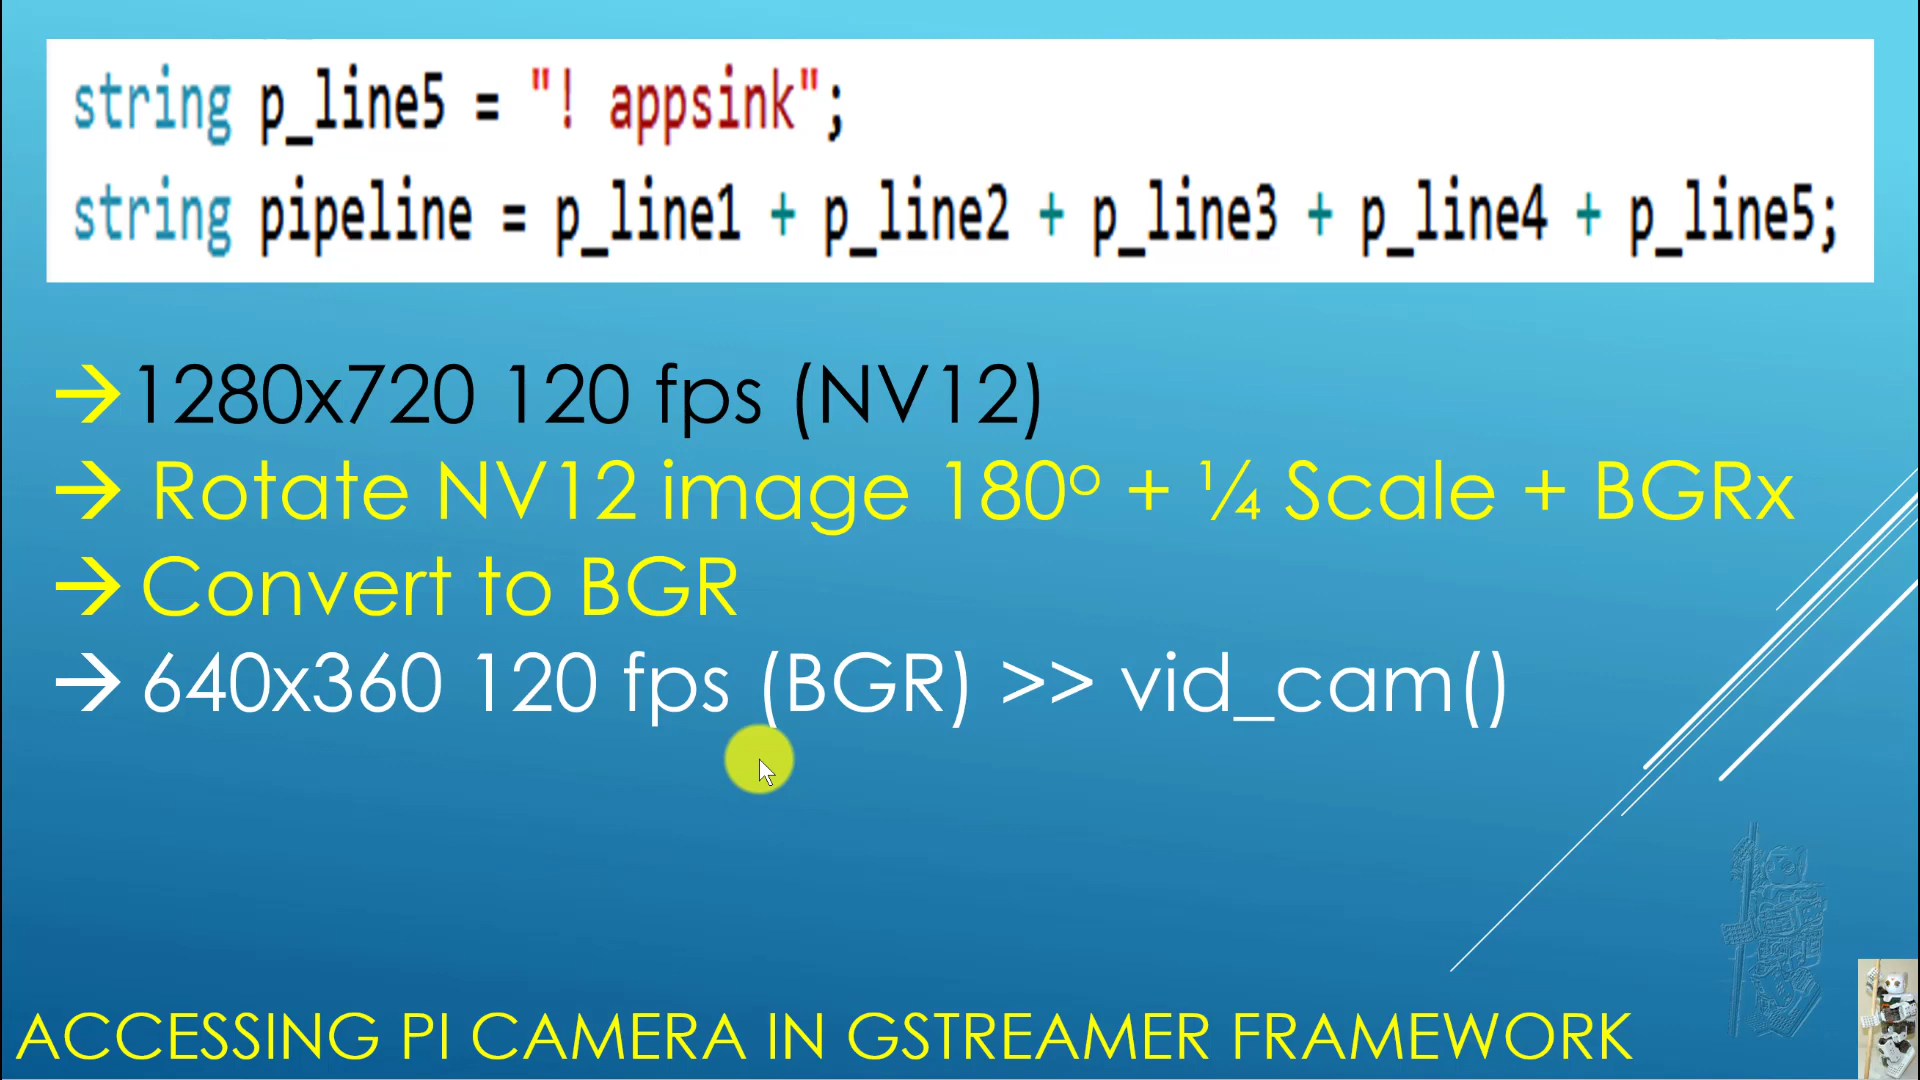 string p_line5 = "! appsink";
string pipeline = p_line1 + p_line2 + p_line3 + p_line4 + p_line5;
→1280x720 120 fps (NV12)
→ Rotate NV12 image 180º + ¼ Scale + BGRx
→ Convert to BGR
→ 640x360 120 fps (BGR) >> vid_cam()
ACCESSING PI CAMERA IN GSTREAMER FRAMEWORK